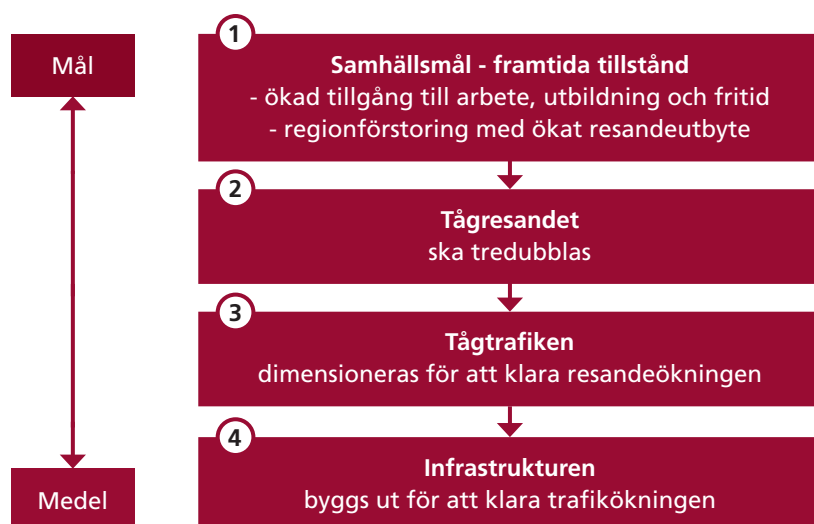 Mål
1
Samhällsmål - framtida tillstånd
- ökad tillgång till arbete, utbildning och fritid
- regionförstoring med ökat resandeutbyte
2
Tågresandet
ska tredubblas
3
Tågtrafiken
dimensioneras för att klara resandeökningen
4
Infrastrukturen
byggs ut för att klara trafikökningen
Medel